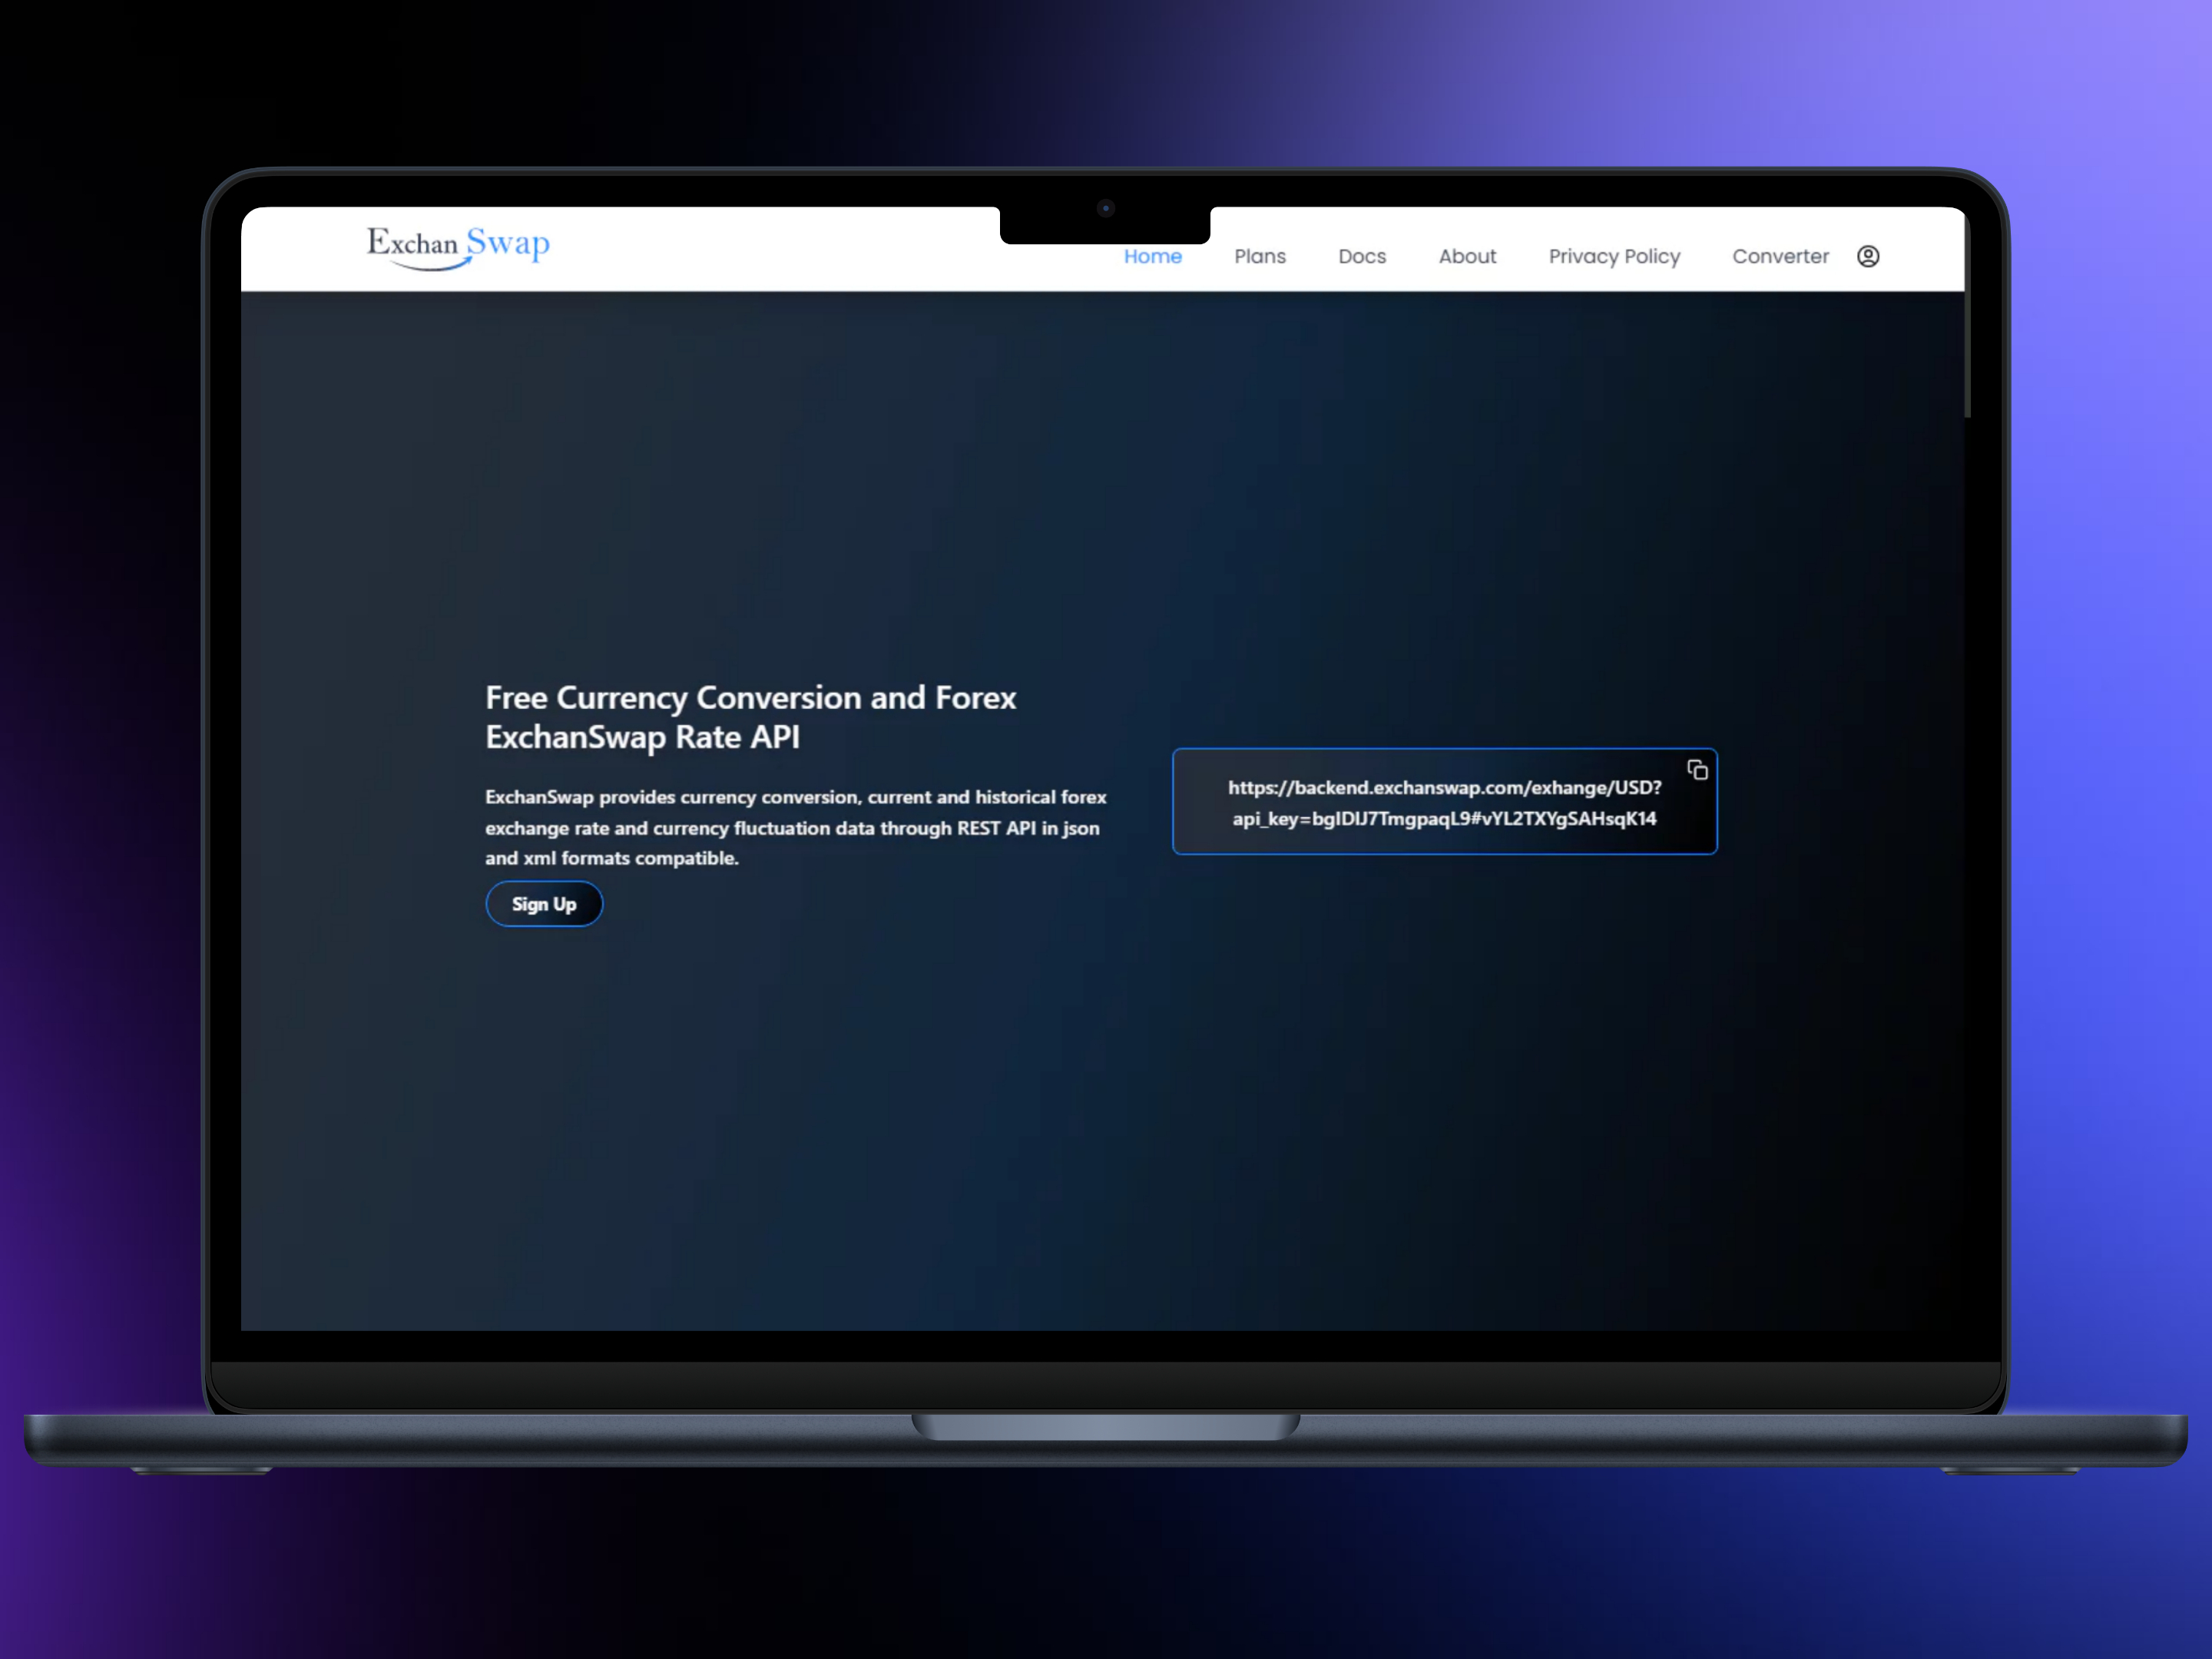 Exchan Swap
Home Plans Docs About Privacy Policy Converter
Free Currency Conversion and Forex
ExchanSwap Rate API
ExchanSwap provides currency conversion, current and historical forex
exchange rate and currency fluctuation data through REST API in json
and xml formats compatible.
Sign Up
https://backend.exchanswap.com/exhange/USD?
api_key=bgIDIJ7TmgpaqL9#vYL2TXYgSAHsqK14